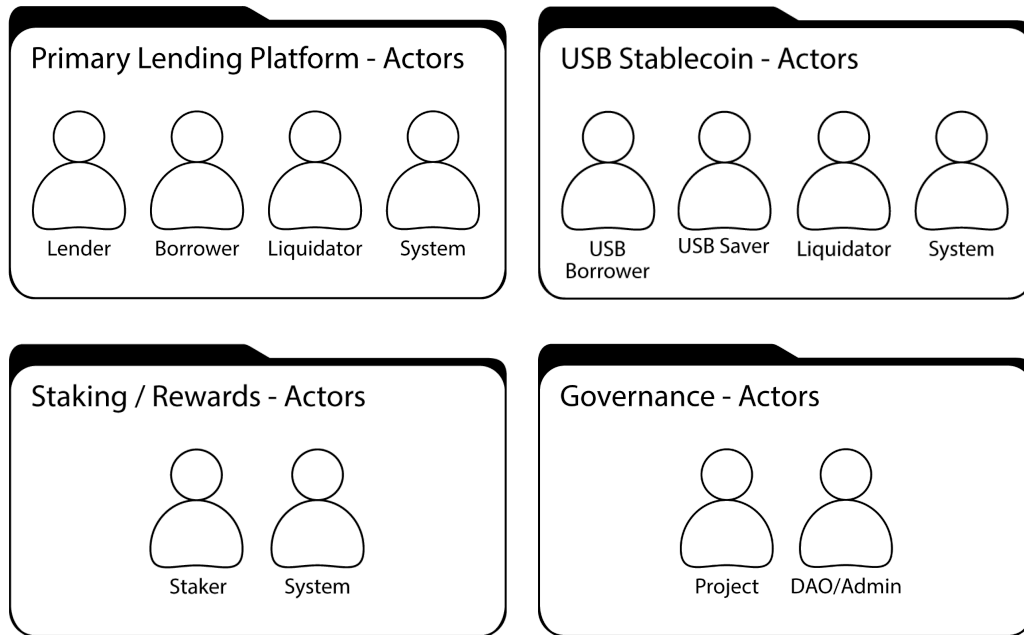 Primary Lending Platform - Actors
Lender
Borrower
Liquidator
System
USB Stablecoin - Actors
USB
Borrower
USB Saver
Liquidator
System
Staking / Rewards - Actors
Staker
System
Governance - Actors
Project
DAO/Admin